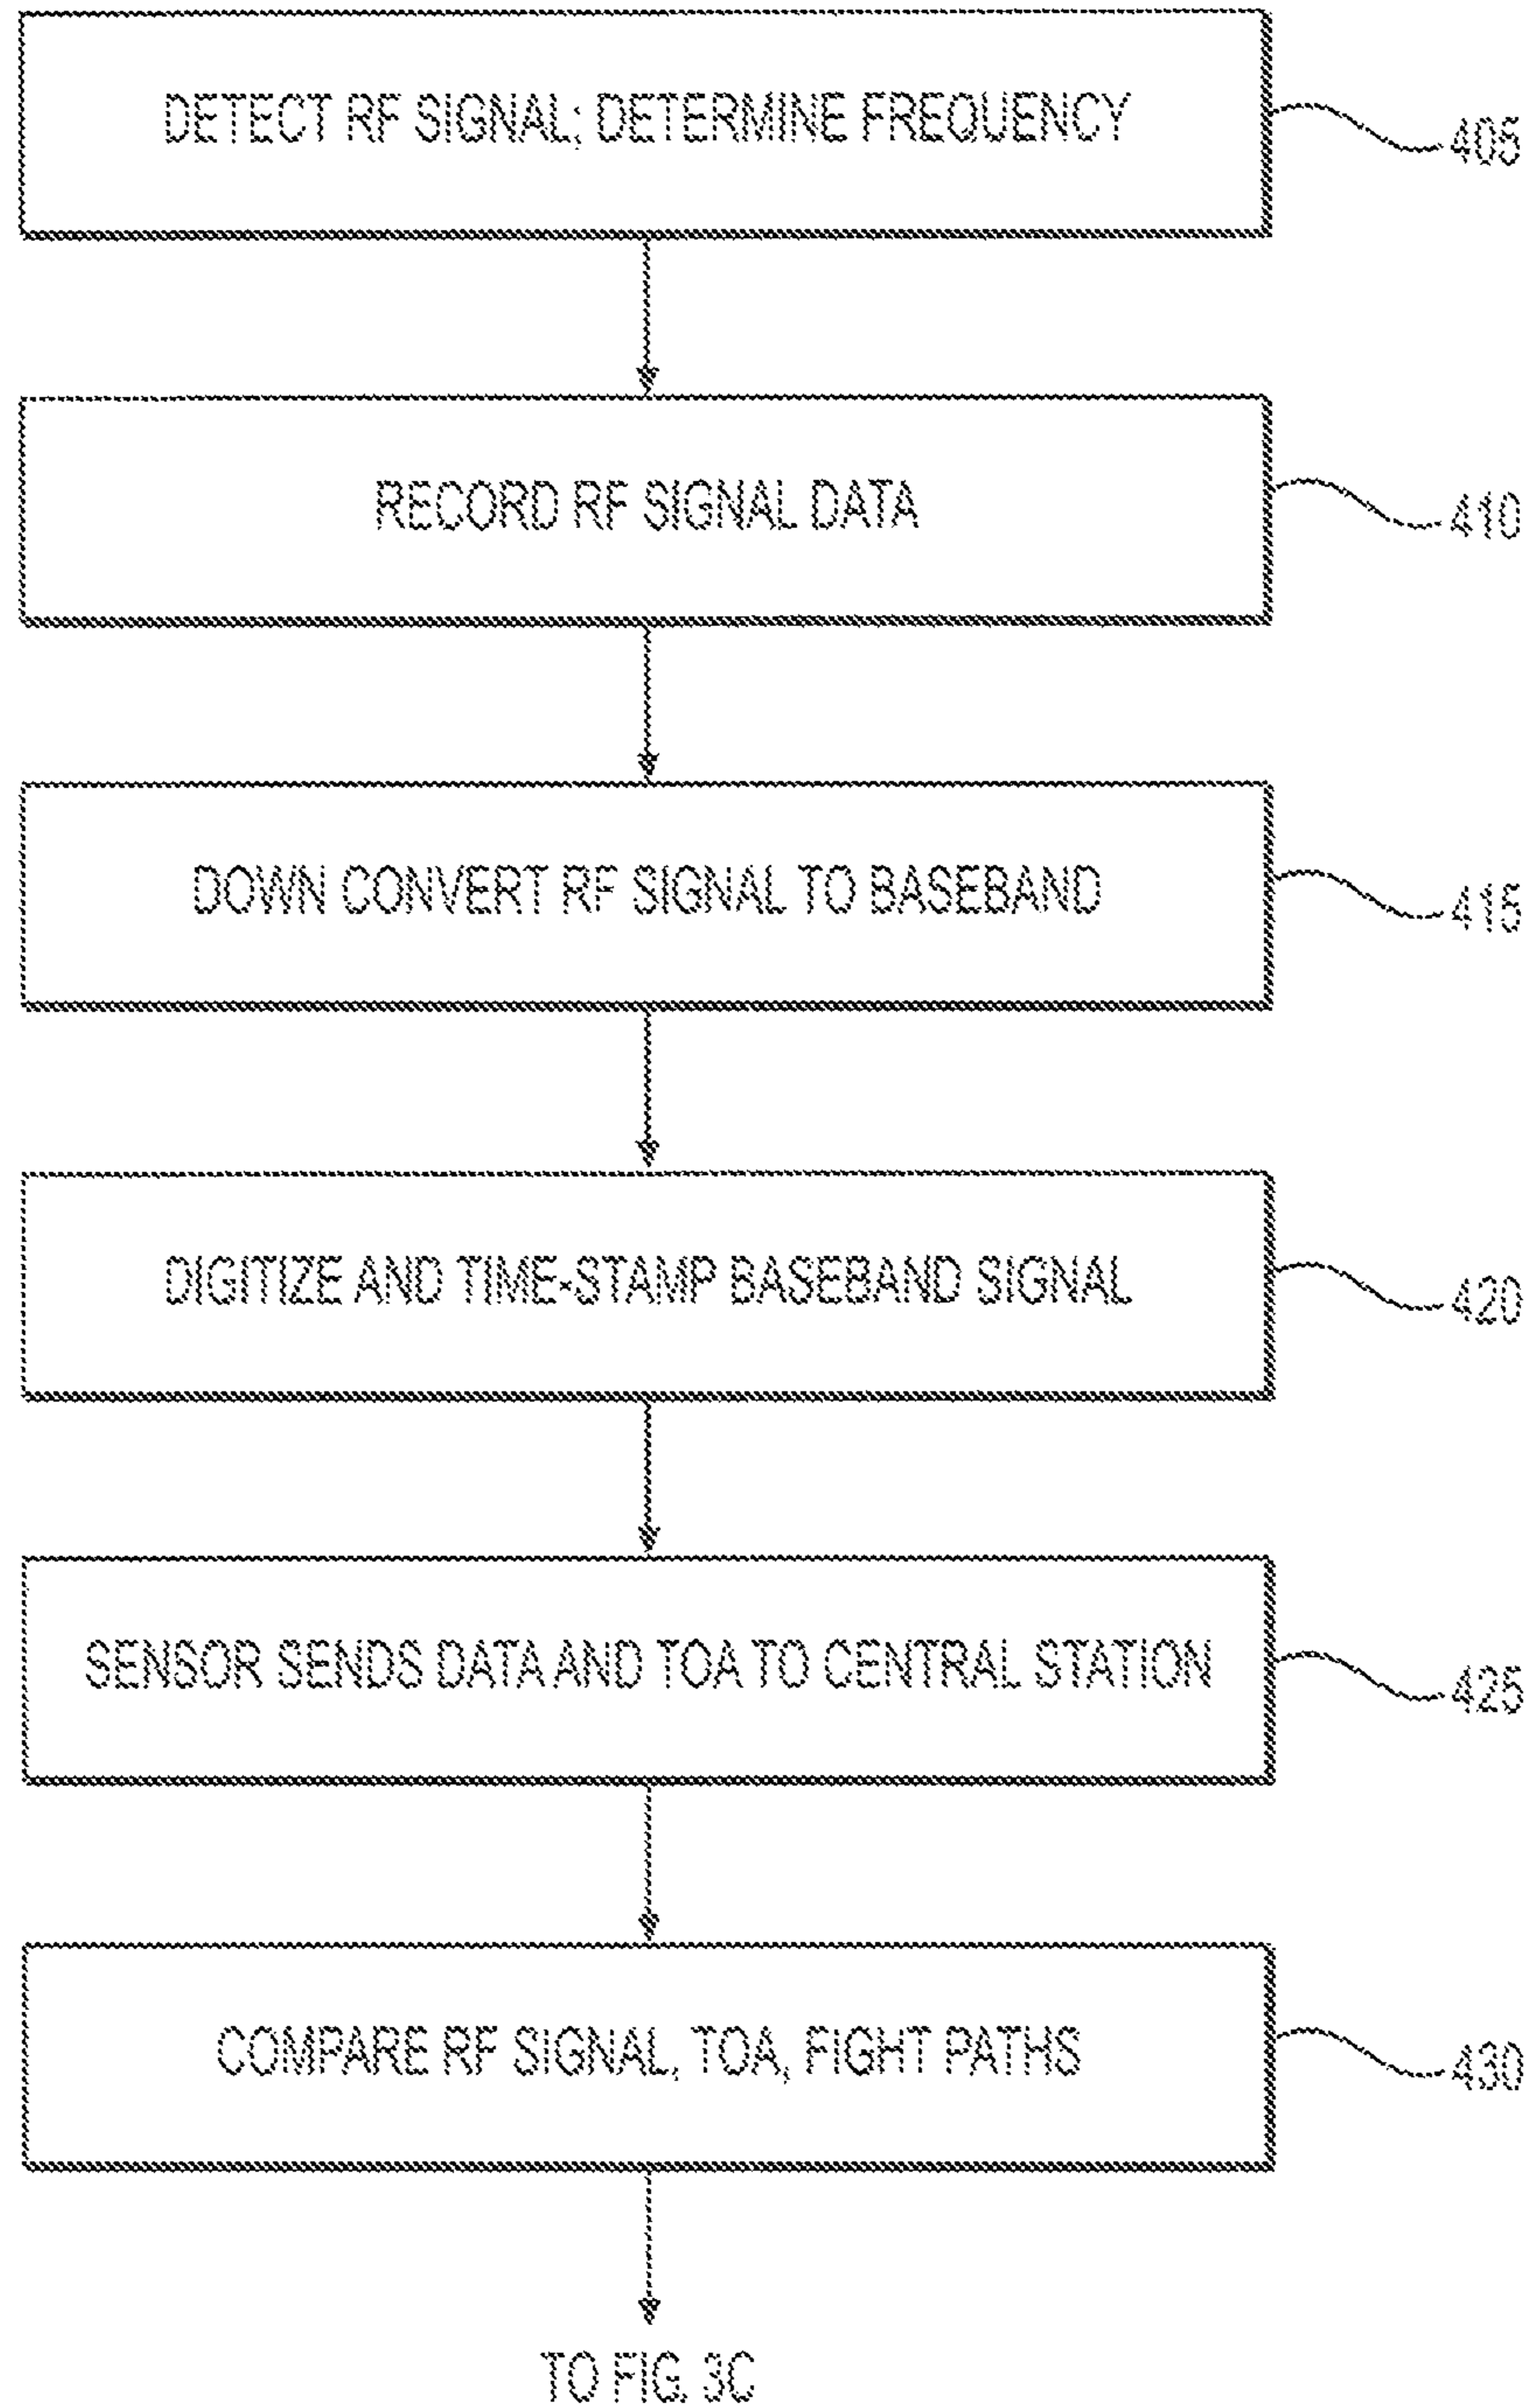 DETECT RF SIGNAL; DETERMINE FREQUENCY
405
RECORD RF SIGNAL DATA
410
DOWN CONVERT RF SIGNAL TO BASEBAND
415
DIGITIZE AND TIME-STAMP BASEBAND SIGNAL
420
SENSOR SENDS DATA AND TOA TO CENTRAL STATION
425
COMPARE RF SIGNAL, TOA, FIGHT PATHS
430
TO FIG. 3C